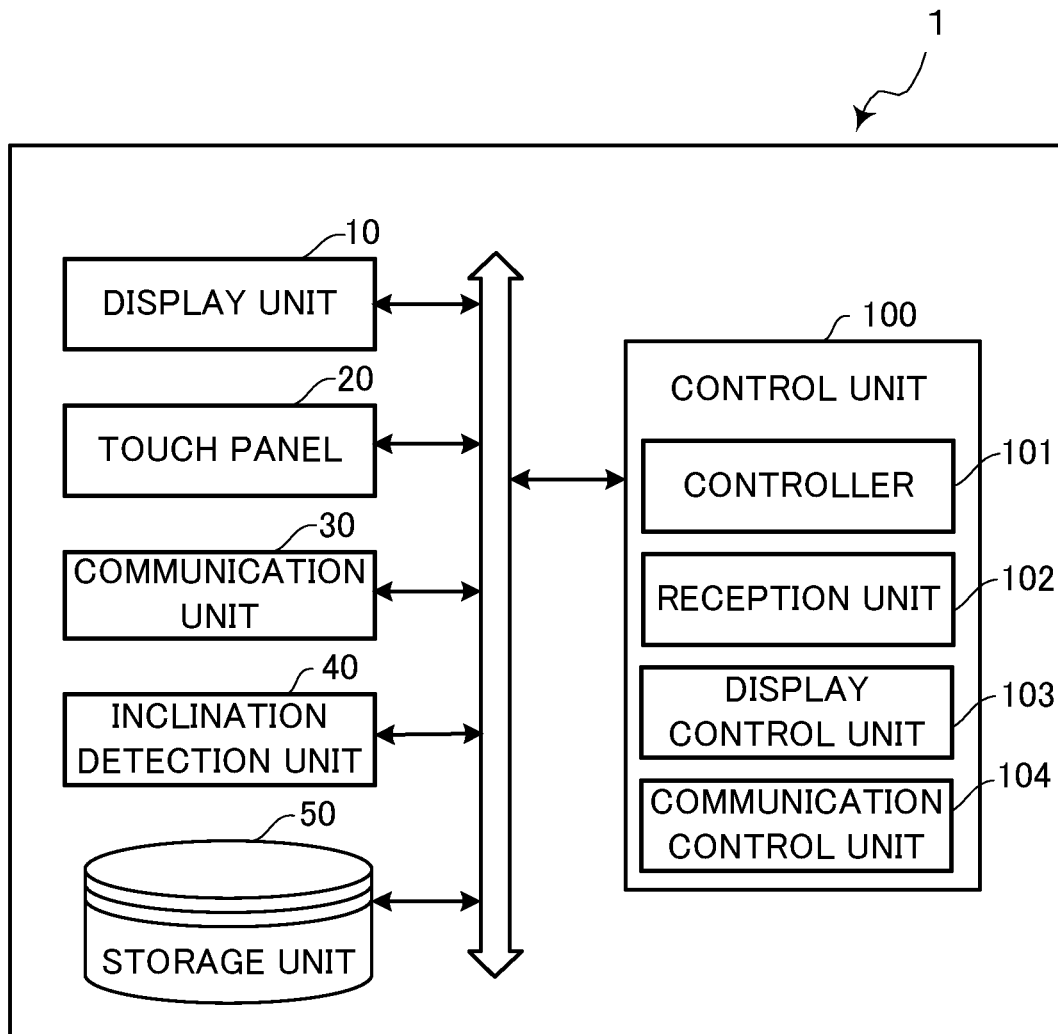 1
10
DISPLAY UNIT
20
TOUCH PANEL
30
COMMUNICATION
UNIT
40
INCLINATION
DETECTION UNIT
50
STORAGE UNIT
100
CONTROL UNIT
CONTROLLER
101
RECEPTION UNIT
102
DISPLAY
CONTROL UNIT
103
COMMUNICATION
CONTROL UNIT
104